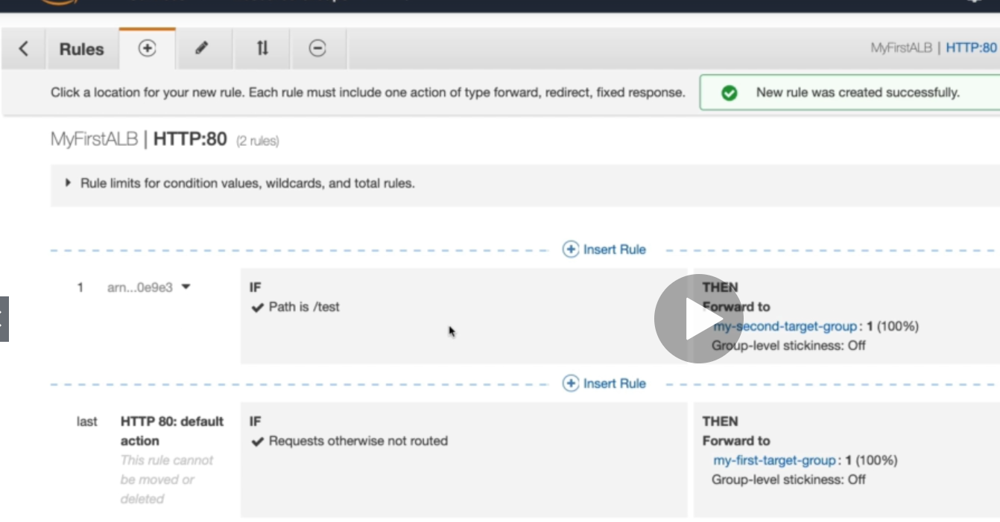 Rules
MyFirstALB | HTTP:80
Click a location for your new rule. Each rule must include one action of type forward, redirect, fixed response.
New rule was created successfully.
MyFirstALB | HTTP:80 (2 rules)
Rule limits for condition values, wildcards, and total rules.
Insert Rule
1 arn...0e9e3
IF
Path is /test
THEN
Forward to
my-second-target-group : 1 (100%)
Group-level stickiness: Off
Insert Rule
last
HTTP 80: default
action
This rule cannot
be moved or
deleted
IF
Requests otherwise not routed
THEN
Forward to
my-first-target-group : 1 (100%)
Group-level stickiness: Off